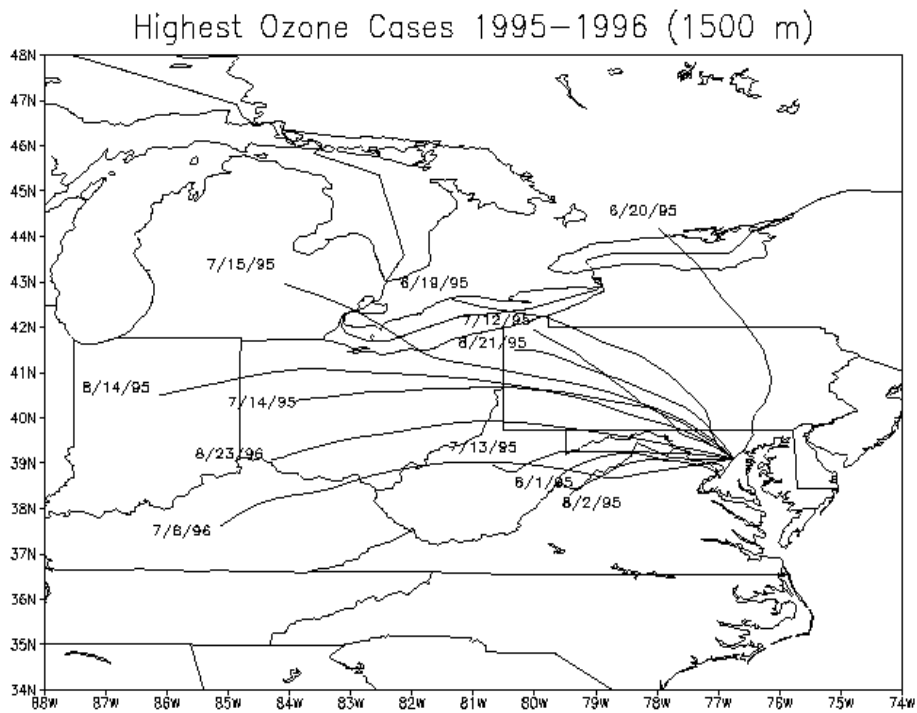 Highest Ozone Cases 1995-1996 (1500 m)
48N
47N
46N
45N
6/20/95
44N
7/15/95
6/19/95
43N
7/12/95
42N
8/21/95
41N
8/14/95
7/14/95
40N
7/13/95
8/23/96
39N
6/1/95
8/2/95
38N
7/6/96
37N
36N
35N
34N
88W 87W 86W 85W 84W 83W 82W 81W 80W 79W 78W 77W 76W 75W 74W